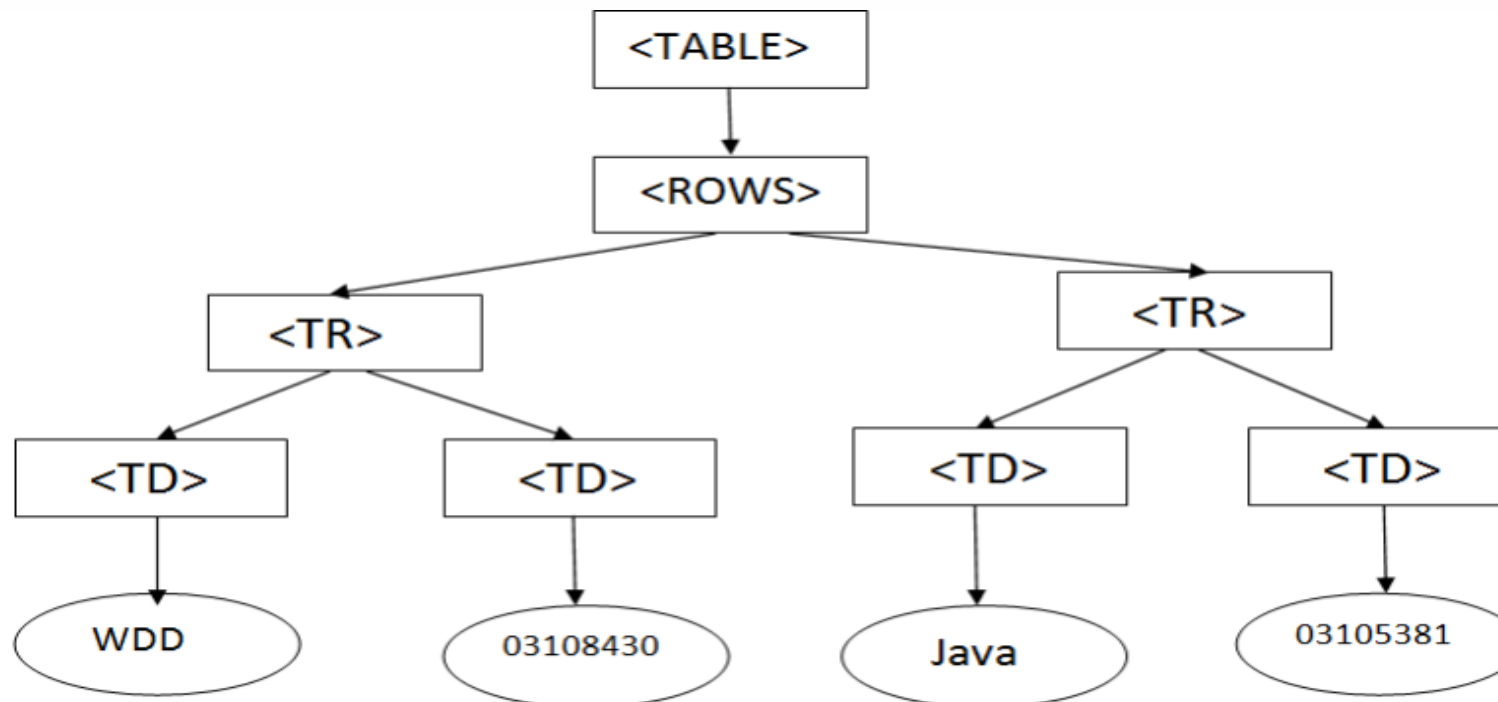 <TABLE>
<ROWS>
<TR>
<TR>
<TD>
<TD>
<TD>
<TD>
WDD
03108430
Java
03105381